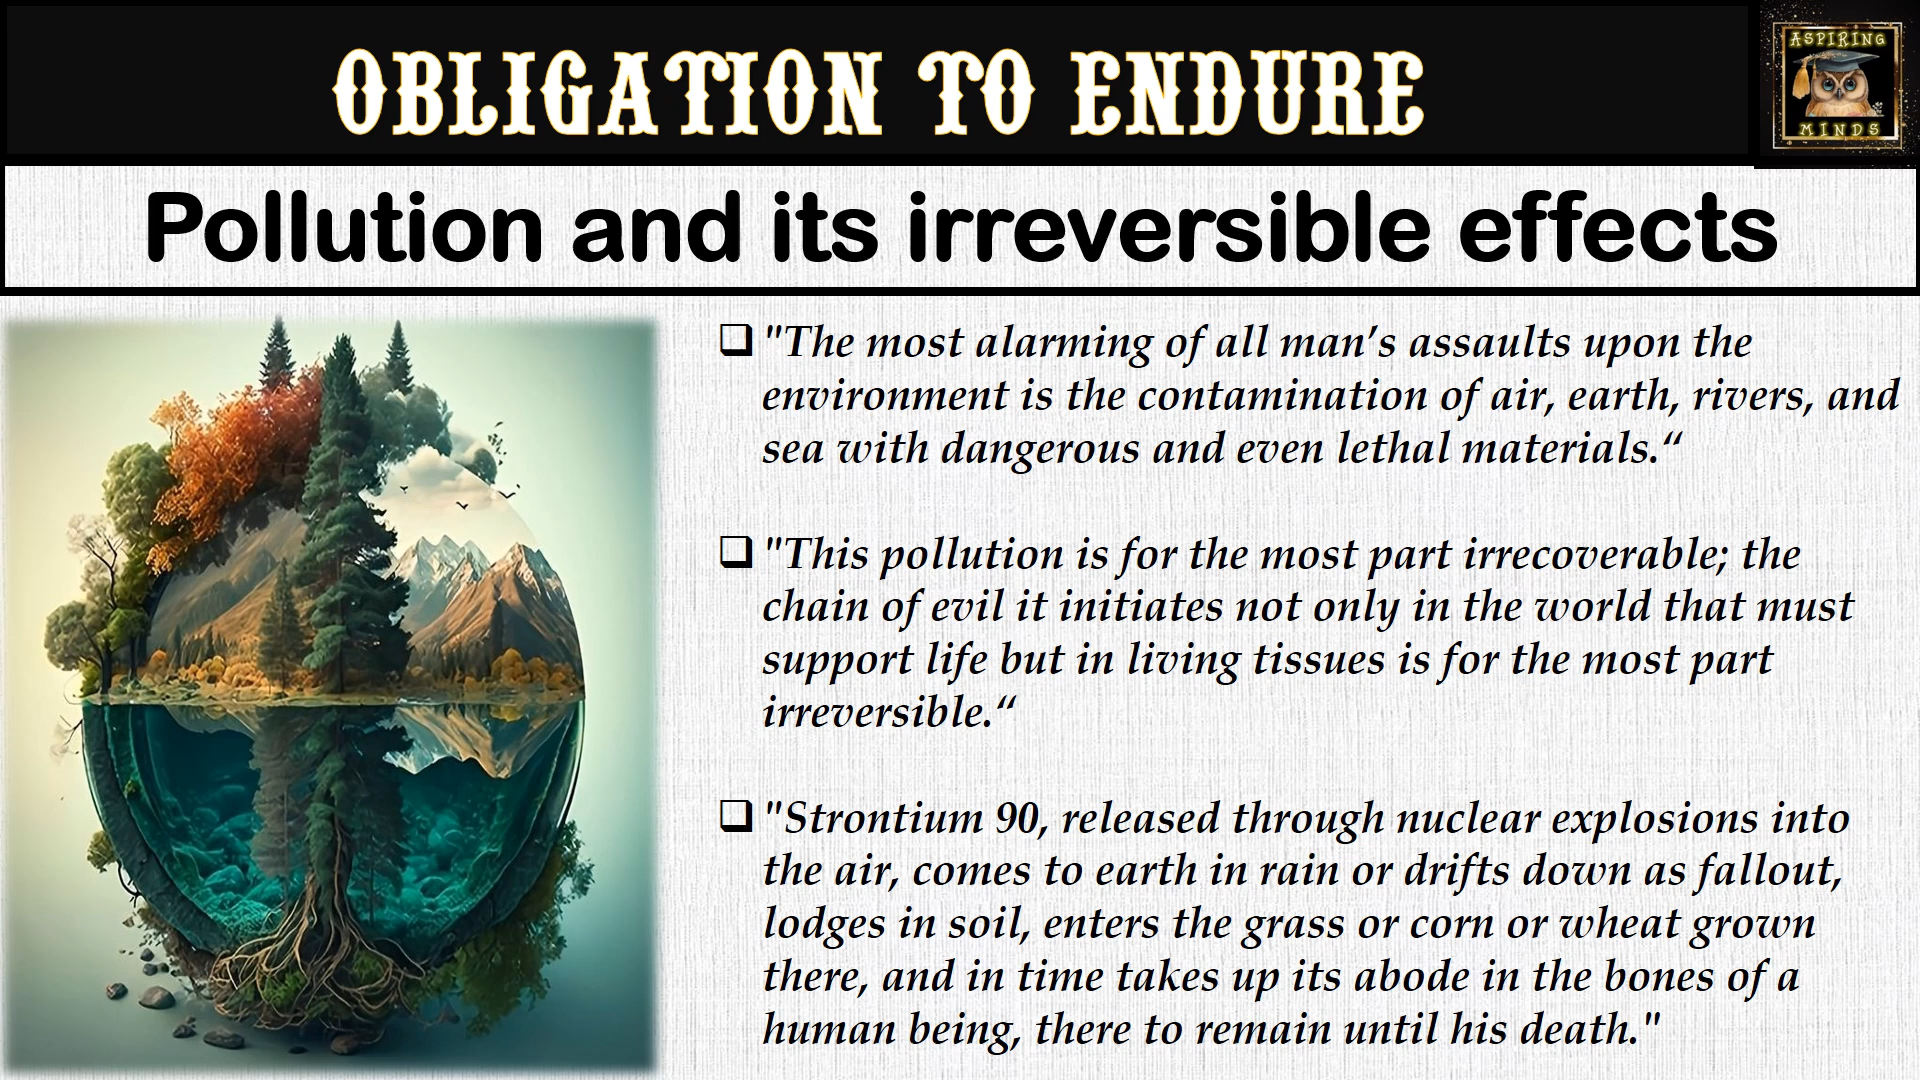 OBLIGATION TO ENDURE
ASPIRING
MINDS
Pollution and its irreversible effects
❑ "The most alarming of all man’s assaults upon the
environment is the contamination of air, earth, rivers, and
sea with dangerous and even lethal materials.“
❑ "This pollution is for the most part irrecoverable; the
chain of evil it initiates not only in the world that must
support life but in living tissues is for the most part
irreversible.“
❑ "Strontium 90, released through nuclear explosions into
the air, comes to earth in rain or drifts down as fallout,
lodges in soil, enters the grass or corn or wheat grown
there, and in time takes up its abode in the bones of a
human being, there to remain until his death."